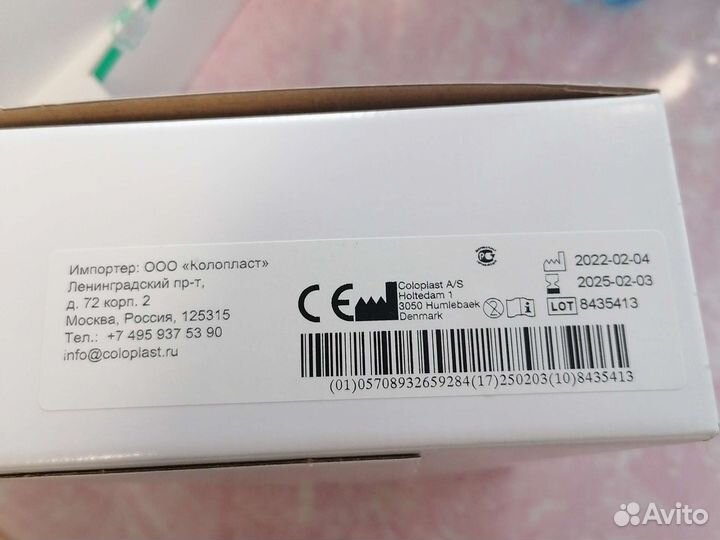 Импортер: ООО «Колопласт»
Ленинградский пр-т,
д. 72 корп. 2
Москва, Россия, 125315
Тел.: +7 495 937 53 90
info@coloplast.ru
CE
Coloplast A/S
Holtedam 1
3050 Humlebaek
Denmark
2022-02-04
2025-02-03
LOT 8435413
(01)05708932659284(17)250203(10)8435413
Avito